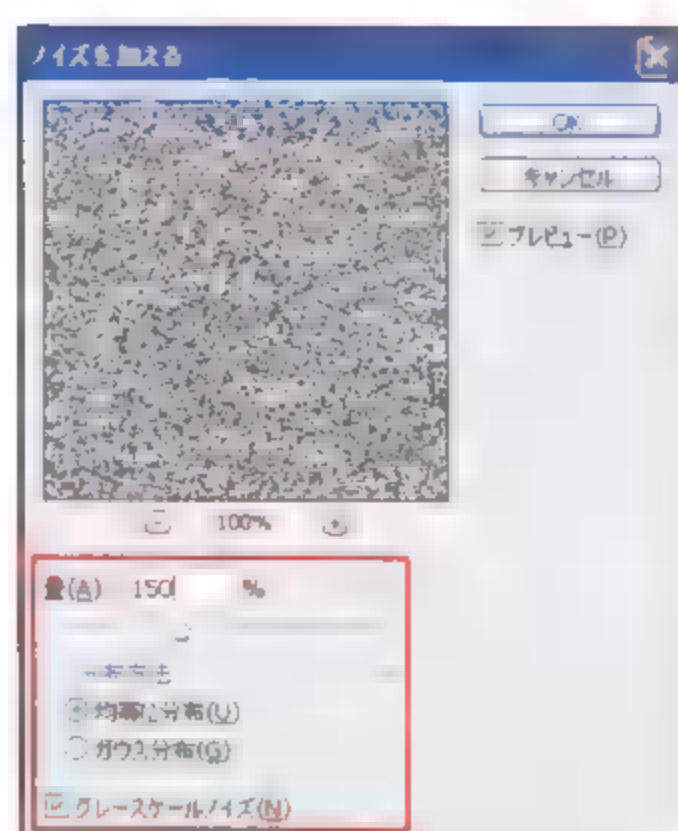 ノイズを加える
OK
キャンセル
プレビュー(P)
100%
量(A) 150 %
均等に分布(U)
ガウス分布(G)
グレースケールノイズ(N)